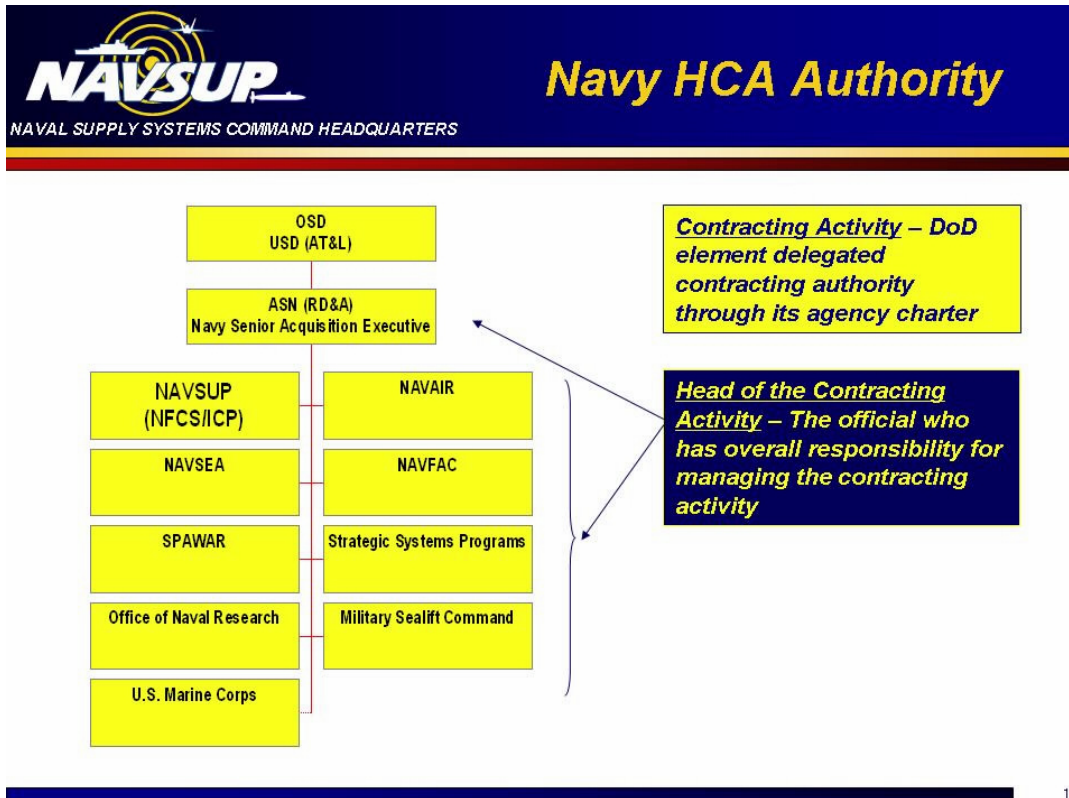 NAVSUP
NAVAL SUPPLY SYSTEMS COMMAND HEADQUARTERS
Navy HCA Authority
OSD
USD (AT&L)
ASN (RD&A)
Navy Senior Acquisition Executive
NAVSUP
(NFCS/ICP)
NAVAIR
NAVSEA
NAVFAC
SPAWAR
Strategic Systems Programs
Office of Naval Research
Military Sealift Command
U.S. Marine Corps
Contracting Activity – DoD
element delegated
contracting authority
through its agency charter
Head of the Contracting
Activity – The official who
has overall responsibility for
managing the contracting
activity
1